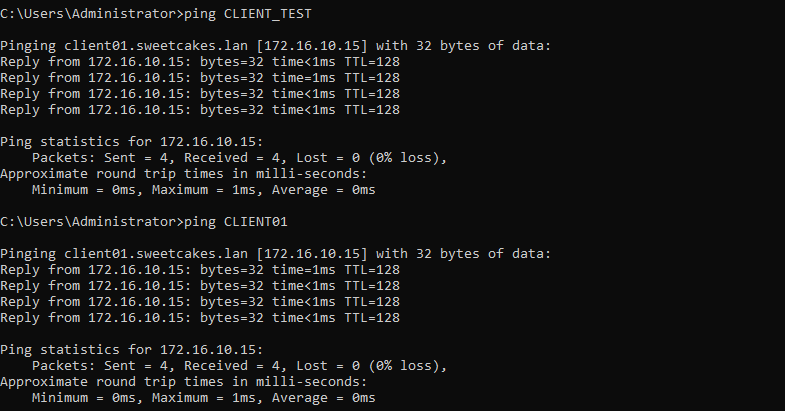 C:\Users\Administrator>ping CLIENT_TEST
Pinging client01.sweetcakes.lan [172.16.10.15] with 32 bytes of data:
Reply from 172.16.10.15: bytes=32 time<1ms TTL=128
Reply from 172.16.10.15: bytes=32 time=1ms TTL=128
Reply from 172.16.10.15: bytes=32 time<1ms TTL=128
Reply from 172.16.10.15: bytes=32 time<1ms TTL=128
Ping statistics for 172.16.10.15:
    Packets: Sent = 4, Received = 4, Lost = 0 (0% loss),
Approximate round trip times in milli-seconds:
    Minimum = 0ms, Maximum = 1ms, Average = 0ms
C:\Users\Administrator>ping CLIENT01
Pinging client01.sweetcakes.lan [172.16.10.15] with 32 bytes of data:
Reply from 172.16.10.15: bytes=32 time=1ms TTL=128
Reply from 172.16.10.15: bytes=32 time<1ms TTL=128
Reply from 172.16.10.15: bytes=32 time<1ms TTL=128
Reply from 172.16.10.15: bytes=32 time<1ms TTL=128
Ping statistics for 172.16.10.15:
    Packets: Sent = 4, Received = 4, Lost = 0 (0% loss),
Approximate round trip times in milli-seconds:
    Minimum = 0ms, Maximum = 1ms, Average = 0ms